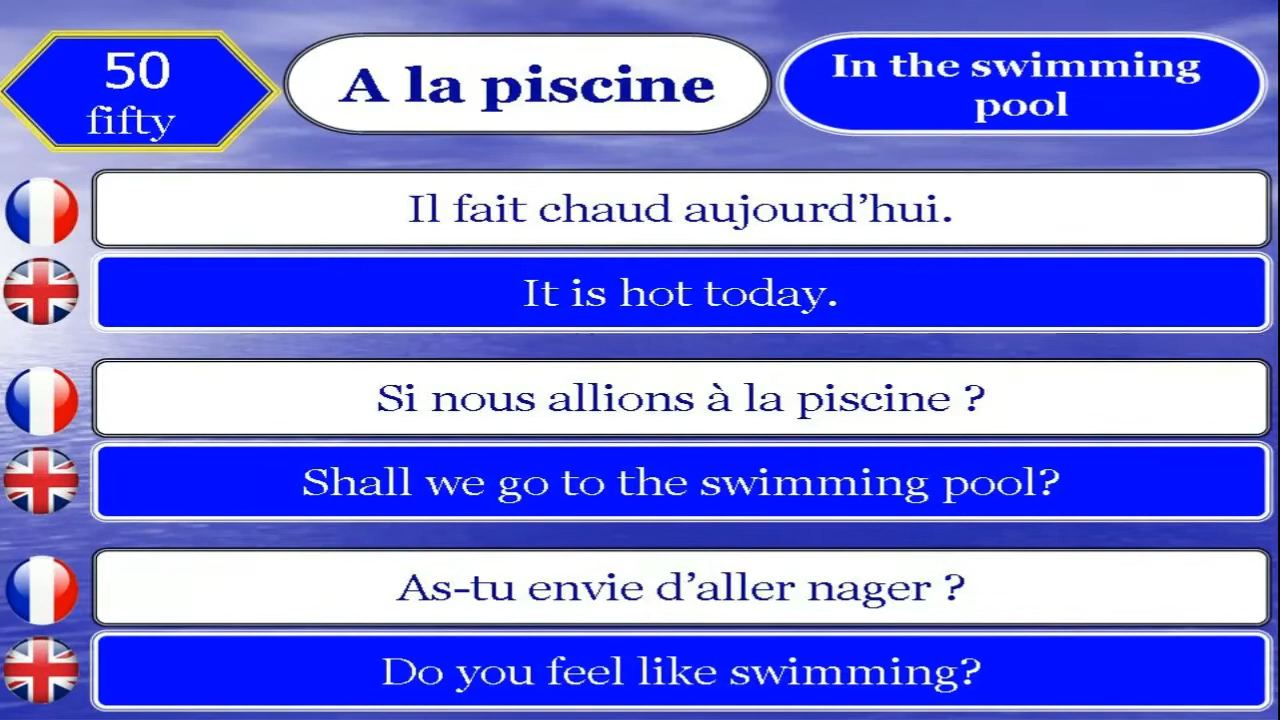 50
fifty
A la piscine
In the swimming
pool
Il fait chaud aujourd’hui.
It is hot today.
Si nous allions à la piscine ?
Shall we go to the swimming pool?
As-tu envie d’aller nager ?
Do you feel like swimming?